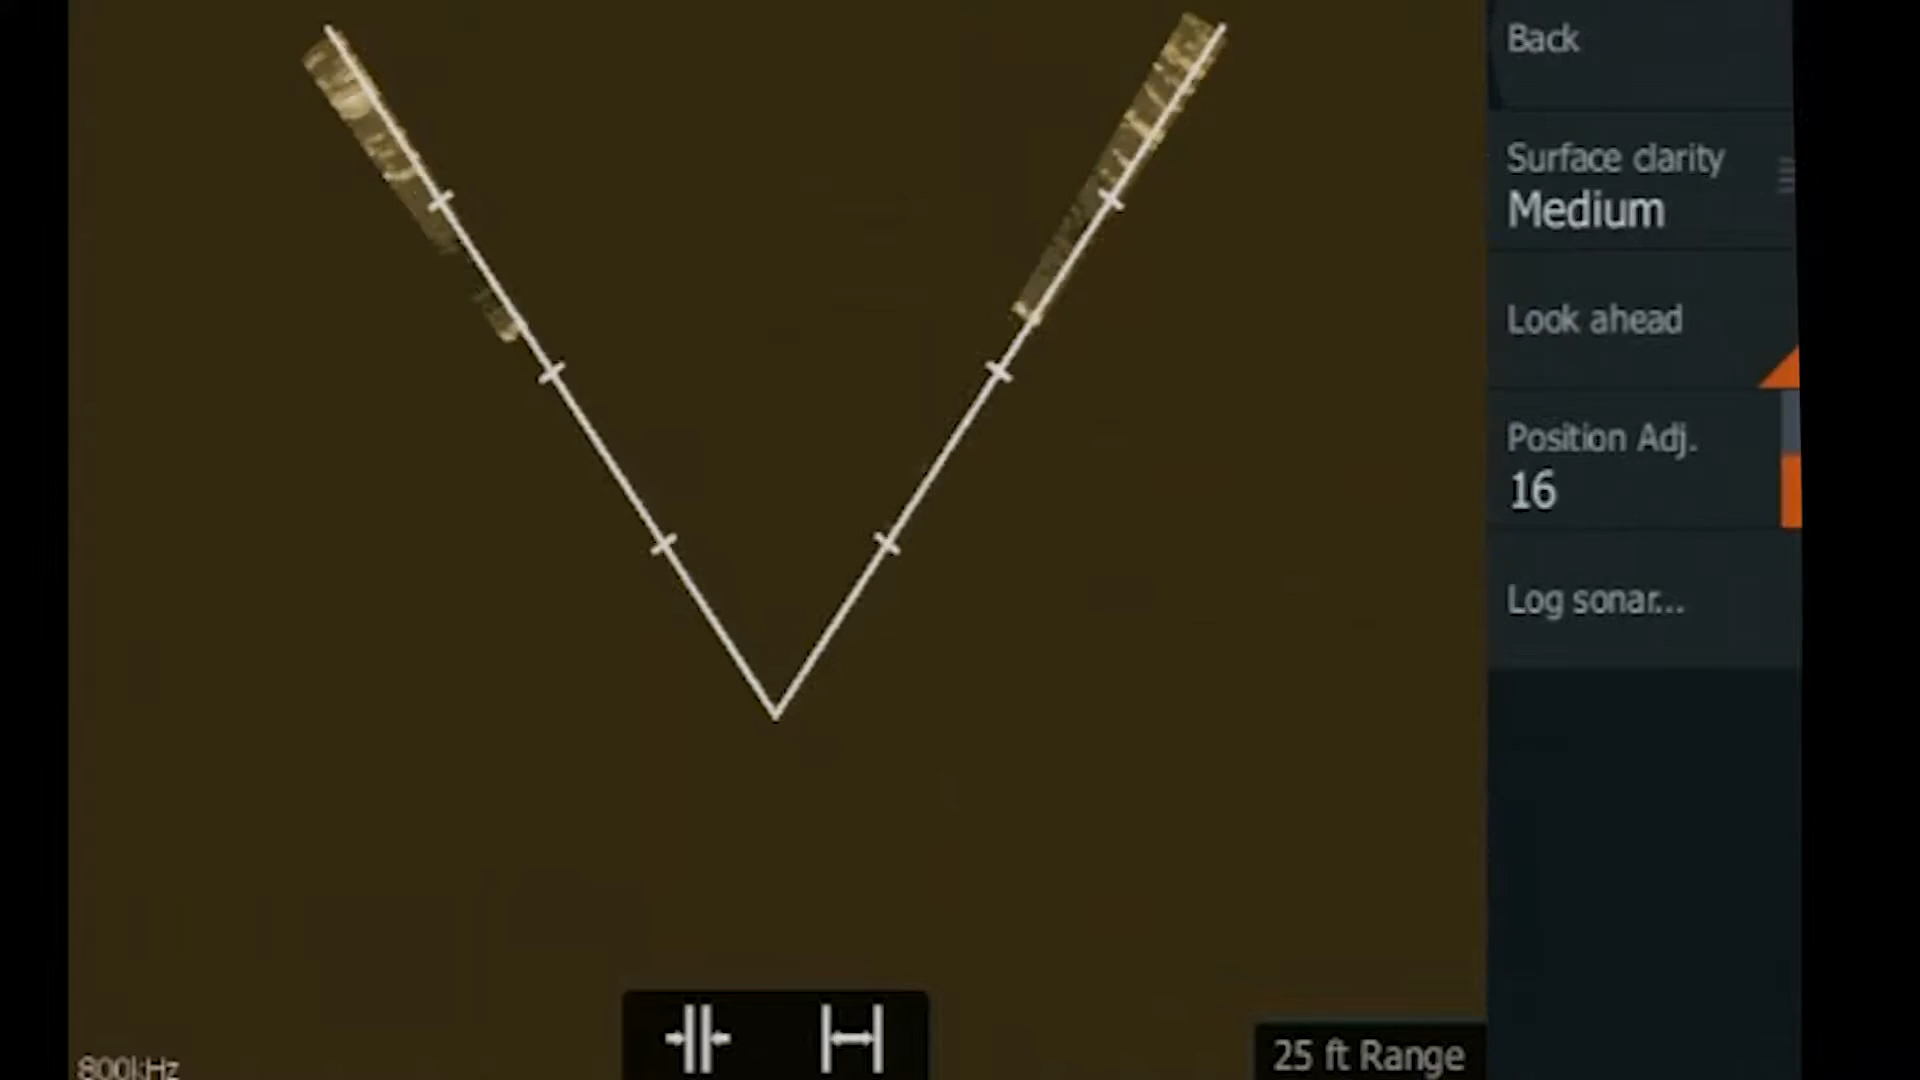 Back
Surface clarity
Medium
Look ahead
Position Adj.
16
Log sonar...
800kHz
25 ft Range